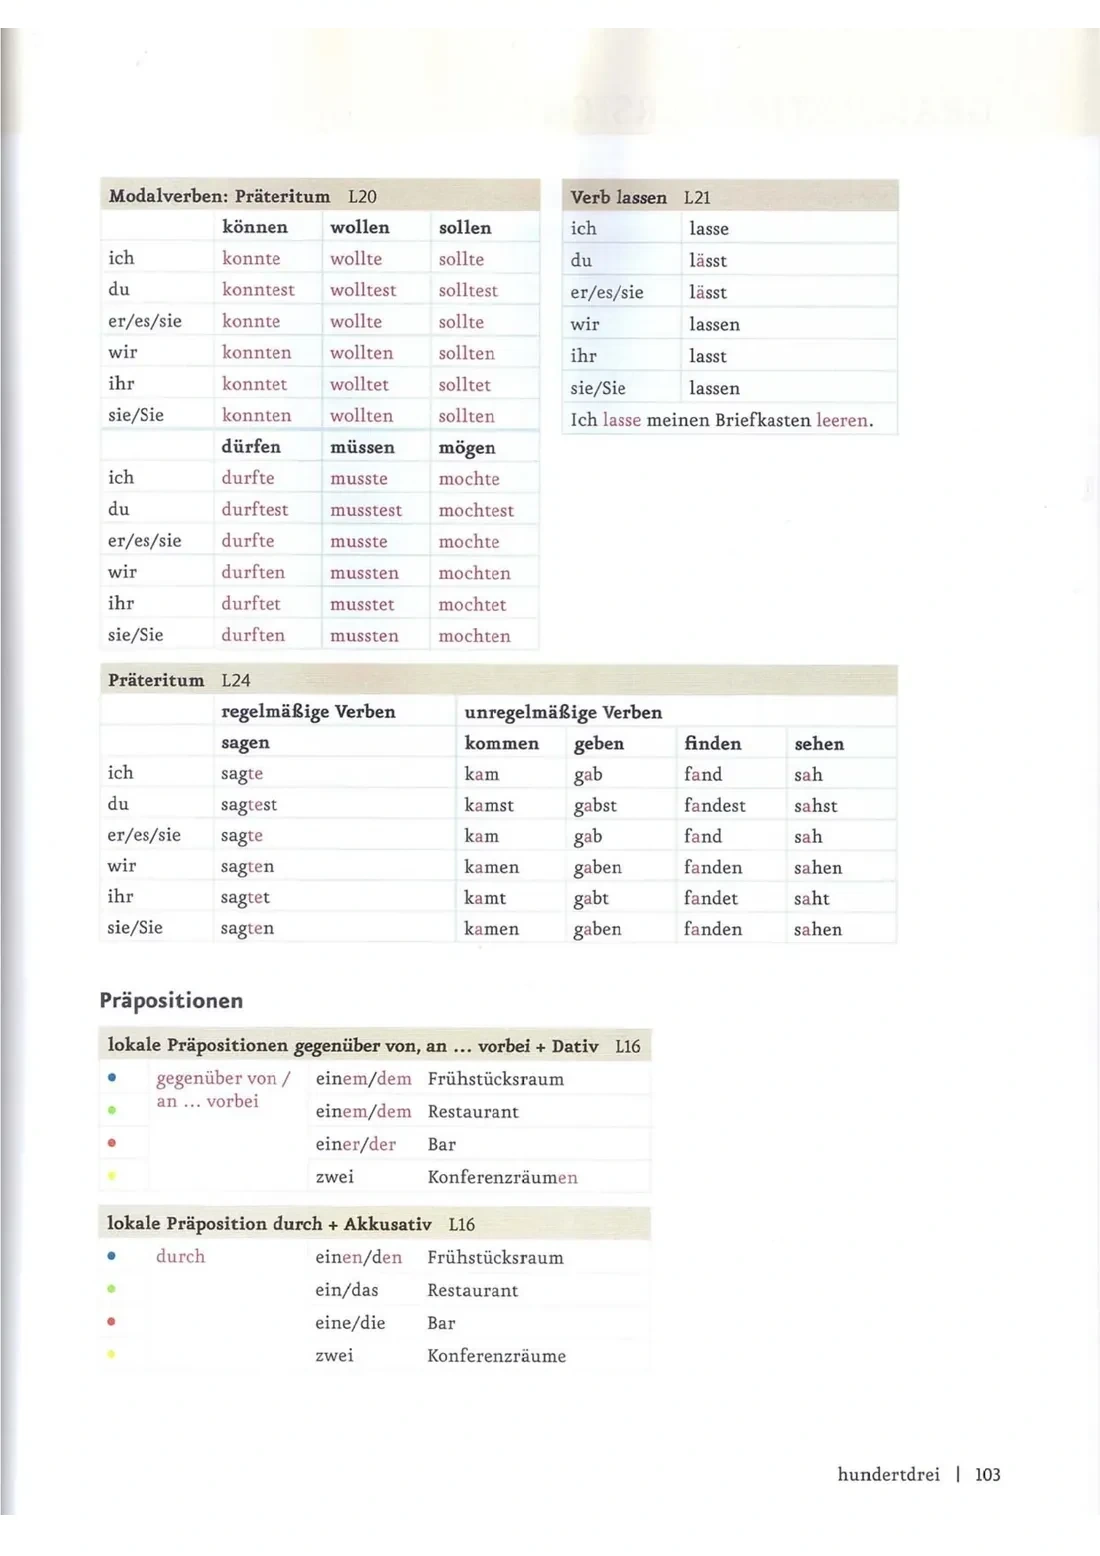 Modalverben: Präteritum L20
können wollen sollen
ich konnte wollte sollte
du konntest wolltest solltest
er/es/sie konnte wollte sollte
wir konnten wollten sollten
ihr konntet wolltet solltet
sie/Sie konnten wollten sollten
dürfen müssen mögen
ich durfte musste mochte
du durftest musstest mochtest
er/es/sie durfte musste mochte
wir durften mussten mochten
ihr durftet musstet mochtet
sie/Sie durften mussten mochten
Verb lassen L21
ich lasse
du lässt
er/es/sie lässt
wir lassen
ihr lasst
sie/Sie lassen
Ich lasse meinen Briefkasten leeren.
Präteritum L24
regelmäßige Verben unregelmäßige Verben
sagen kommen geben finden sehen
ich sagte kam gab fand sah
du sagtest kamst gabst fandest sahst
er/es/sie sagte kam gab fand sah
wir sagten kamen gaben fanden sahen
ihr sagtet kamt gabt fandet saht
sie/Sie sagten kamen gaben fanden sahen
Präpositionen
lokale Präpositionen gegenüber von, an ... vorbei + Dativ L16
gegenüber von / einem/dem Frühstücksraum
an ... vorbei
einem/dem Restaurant
einer/der Bar
zwei Konferenzräumen
lokale Präposition durch + Akkusativ L16
durch einen/den Frühstücksraum
ein/das Restaurant
eine/die Bar
zwei Konferenzräume
hundertdrei | 103